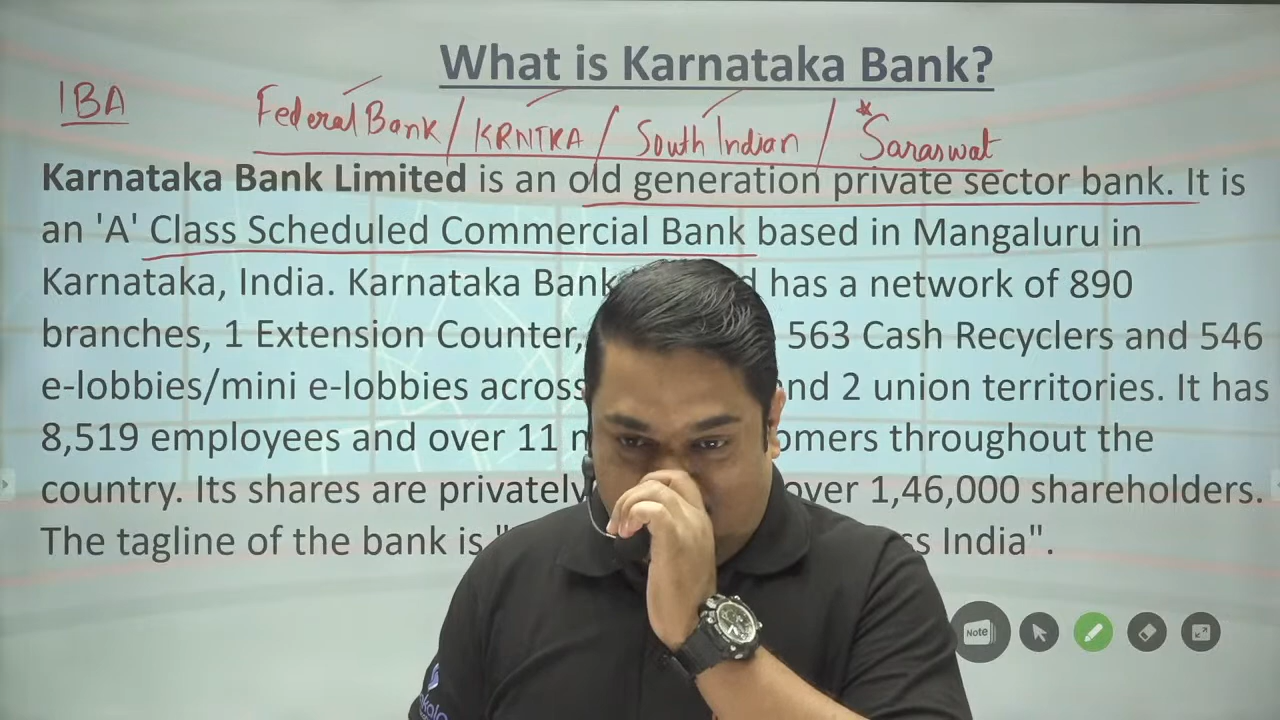 What is Karnataka Bank?
IBA
Federal Bank / KRNTKA / South Indian / *Saraswat
Karnataka Bank Limited is an old generation private sector bank. It is
an 'A' Class Scheduled Commercial Bank based in Mangaluru in
Karnataka, India. Karnataka Bank has a network of 890
branches, 1 Extension Counter, 563 Cash Recyclers and 546
e-lobbies/mini e-lobbies across and 2 union territories. It has
8,519 employees and over 11 throughout the
country. Its shares are privately over 1,46,000 shareholders.
The tagline of the bank is " India".
Note